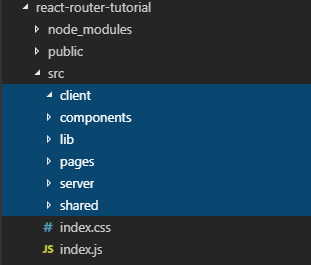 react-router-tutorial
node_modules
public
src
client
components
lib
pages
server
shared
# index.css
JS index.js